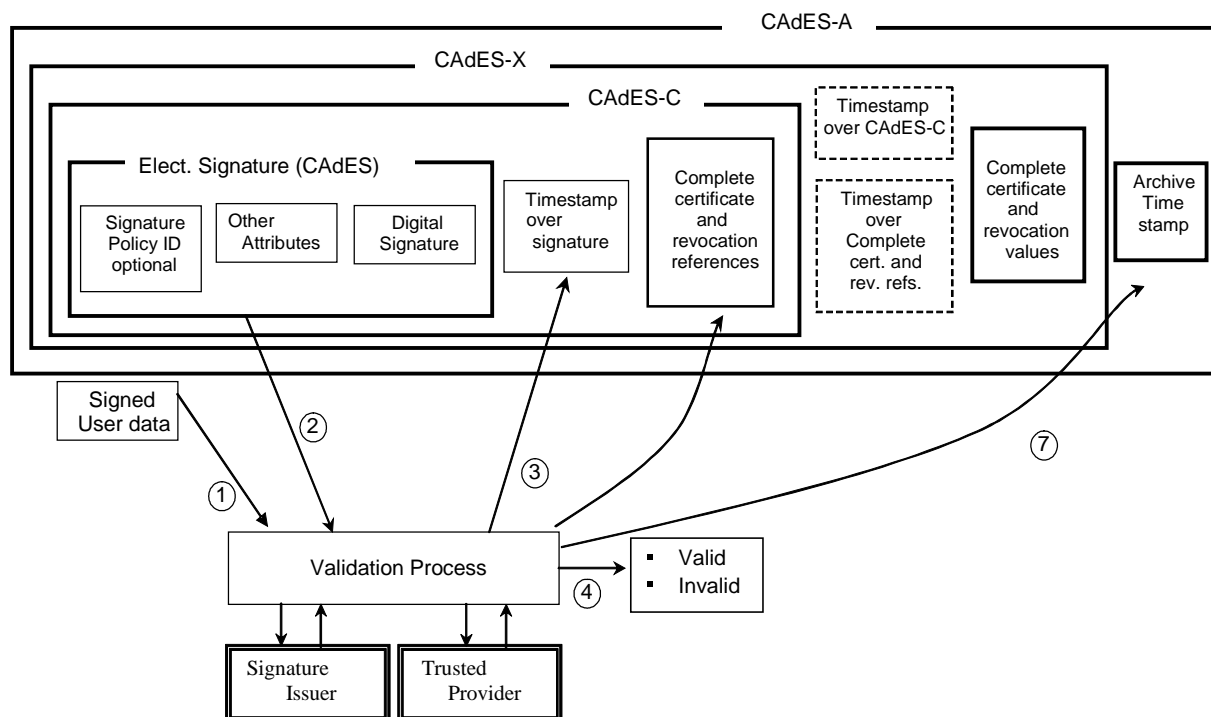 CAdES-A
CAdES-X
CAdES-C
Elect. Signature (CAdES)
Signature
Policy ID
optional
Other
Attributes
Digital
Signature
Timestamp
over
signature
Complete
certificate
and
revocation
references
Timestamp
over CAdES-C
Timestamp
over
Complete
cert. and
rev. refs.
Complete
certificate
and
revocation
values
Archive
Time
stamp
Signed
User data
1
2
3
7
Validation Process
4
▪ Valid
▪ Invalid
Signature
Issuer
Trusted
Provider